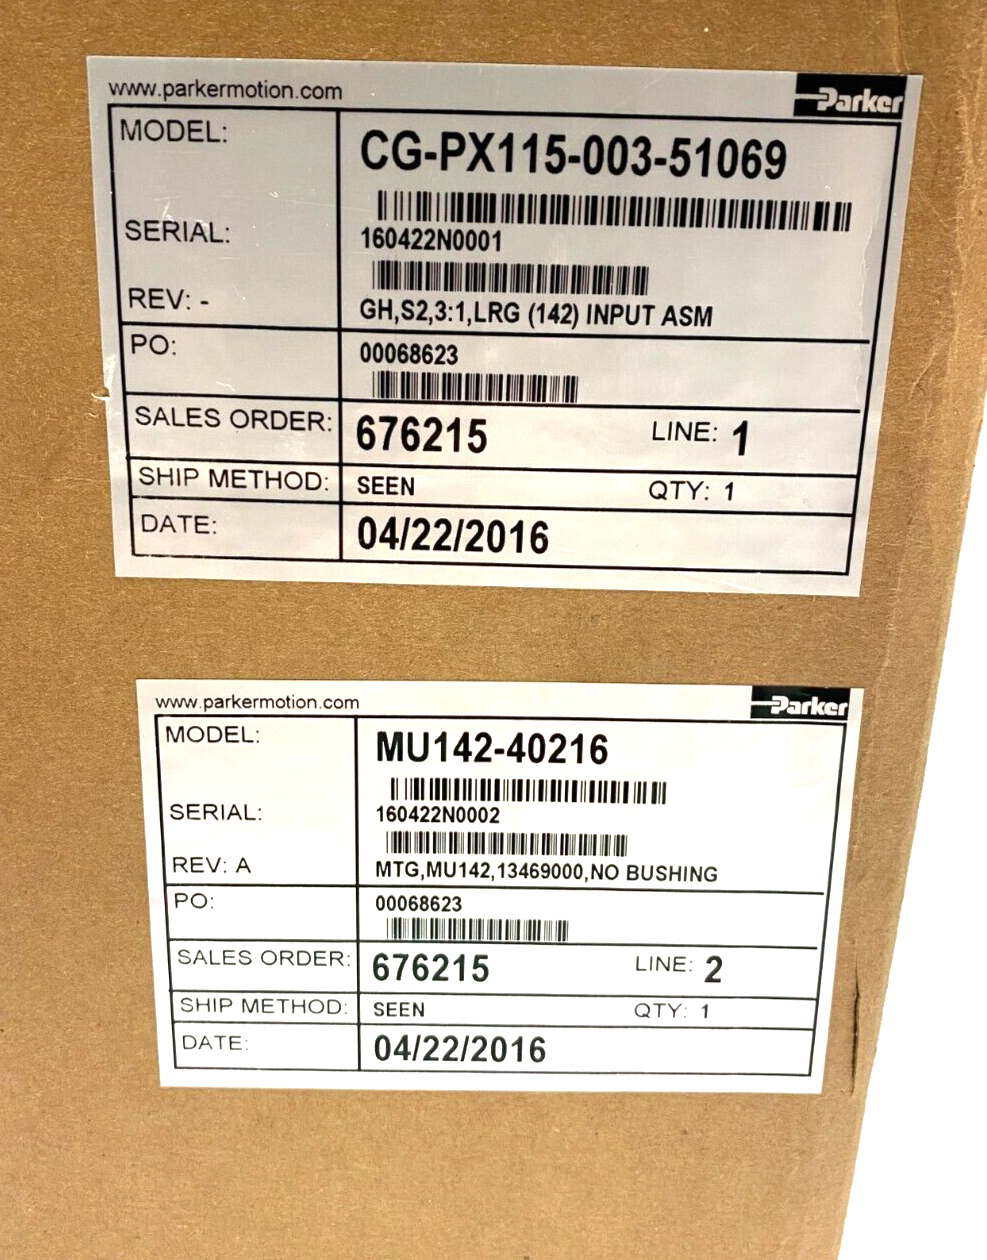 www.parkermotion.com
Parker
MODEL: CG-PX115-003-51069
SERIAL: 160422N0001
REV: - GH,S2,3:1,LRG (142) INPUT ASM
PO: 00068623
SALES ORDER: 676215 LINE: 1
SHIP METHOD: SEEN QTY: 1
DATE: 04/22/2016
www.parkermotion.com
Parker
MODEL: MU142-40216
SERIAL: 160422N0002
REV: A MTG,MU142,13469000,NO BUSHING
PO: 00068623
SALES ORDER: 676215 LINE: 2
SHIP METHOD: SEEN QTY: 1
DATE: 04/22/2016